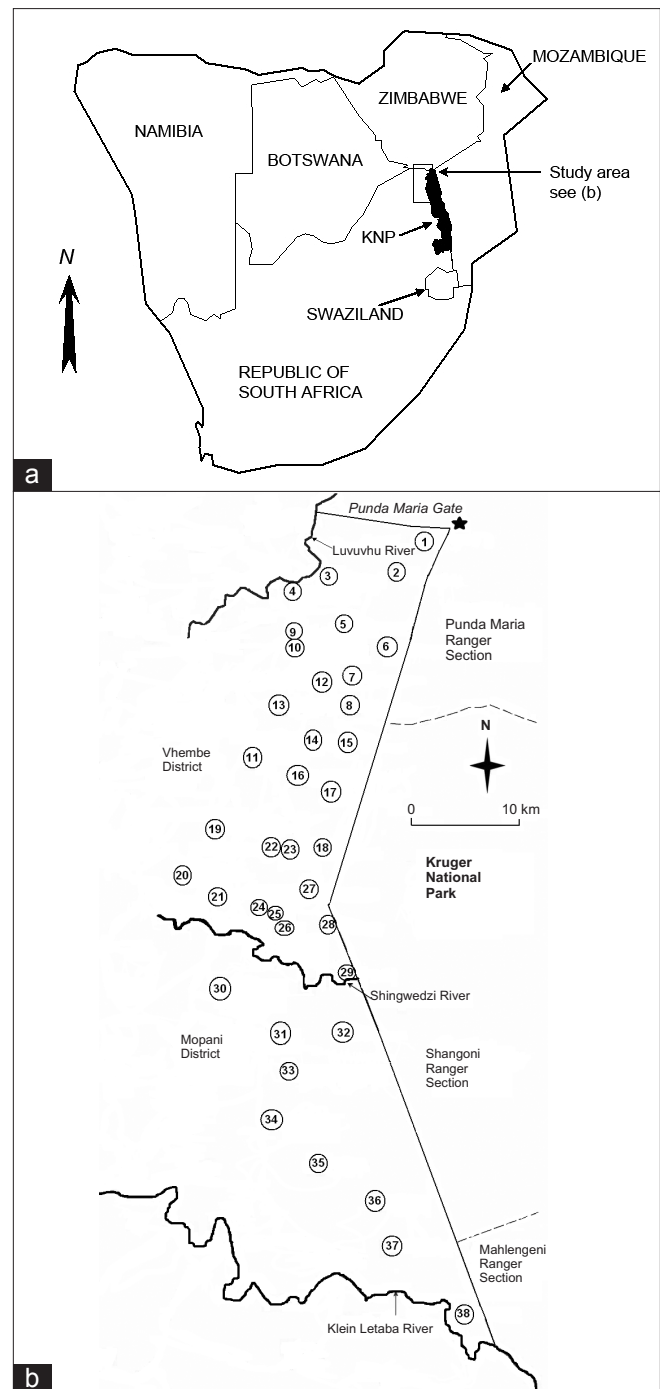 MOZAMBIQUE
ZIMBABWE
NAMIBIA
BOTSWANA
Study area
see (b)
KNP
N
SWAZILAND
REPUBLIC OF
SOUTH AFRICA
a
Punda Maria Gate
1
Luvuvhu River
2
3
4
5
Punda Maria
Ranger
Section
9
10
6
7
12
13
8
N
14
15
Vhembe
District
11
16
17
0
10 km
19
22
23
18
Kruger
National
Park
20
27
21
24
25
26
28
29
30
Shingwedzi River
31
32
Mopani
District
Shangoni
Ranger
Section
33
34
35
36
37
Mahlengeni
Ranger
Section
38
Klein Letaba River
b